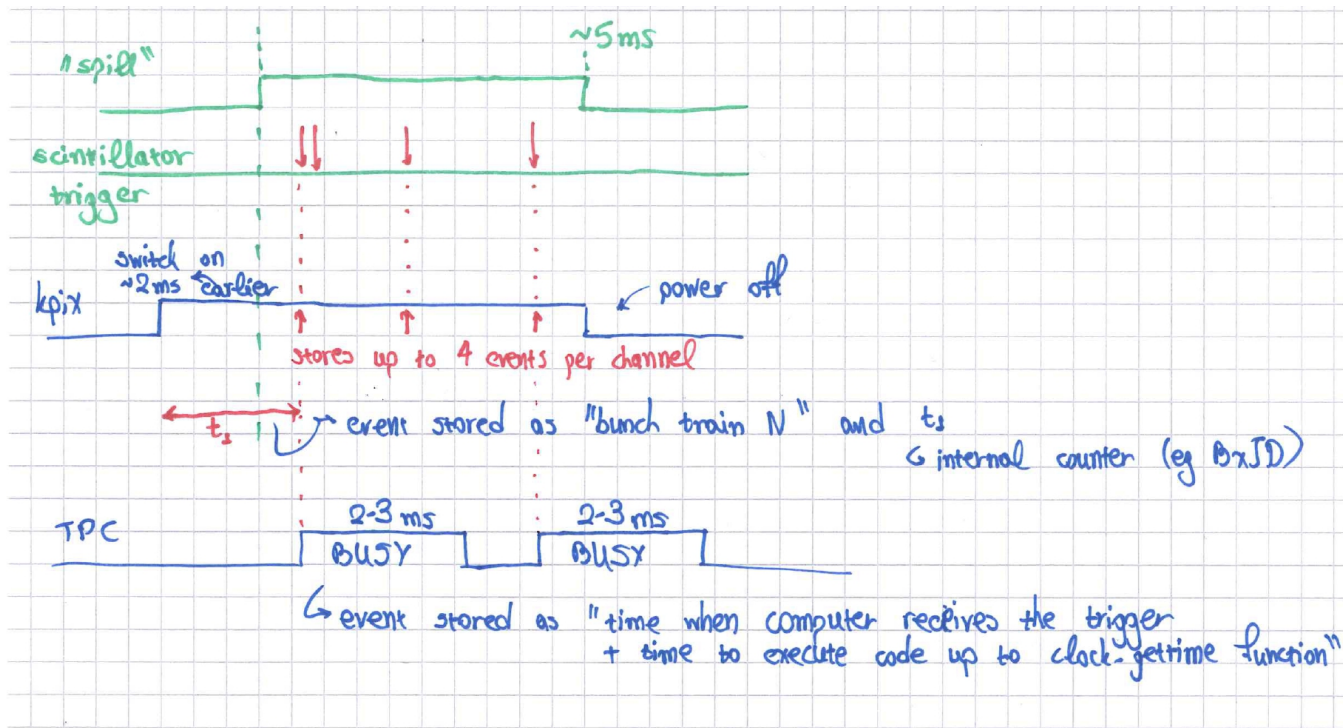 ~5ms
"spill"
scintillator
trigger
switch on
~2ms earlier
kpix
power off
stores up to 4 events per channel
t₁
event stored as "bunch train N" and t₁
internal counter (eg BxID)
TPC
2-3 ms
BUSY
2-3 ms
BUSY
event stored as "time when computer receives the trigger
+ time to execute code up to clock-gettime function"